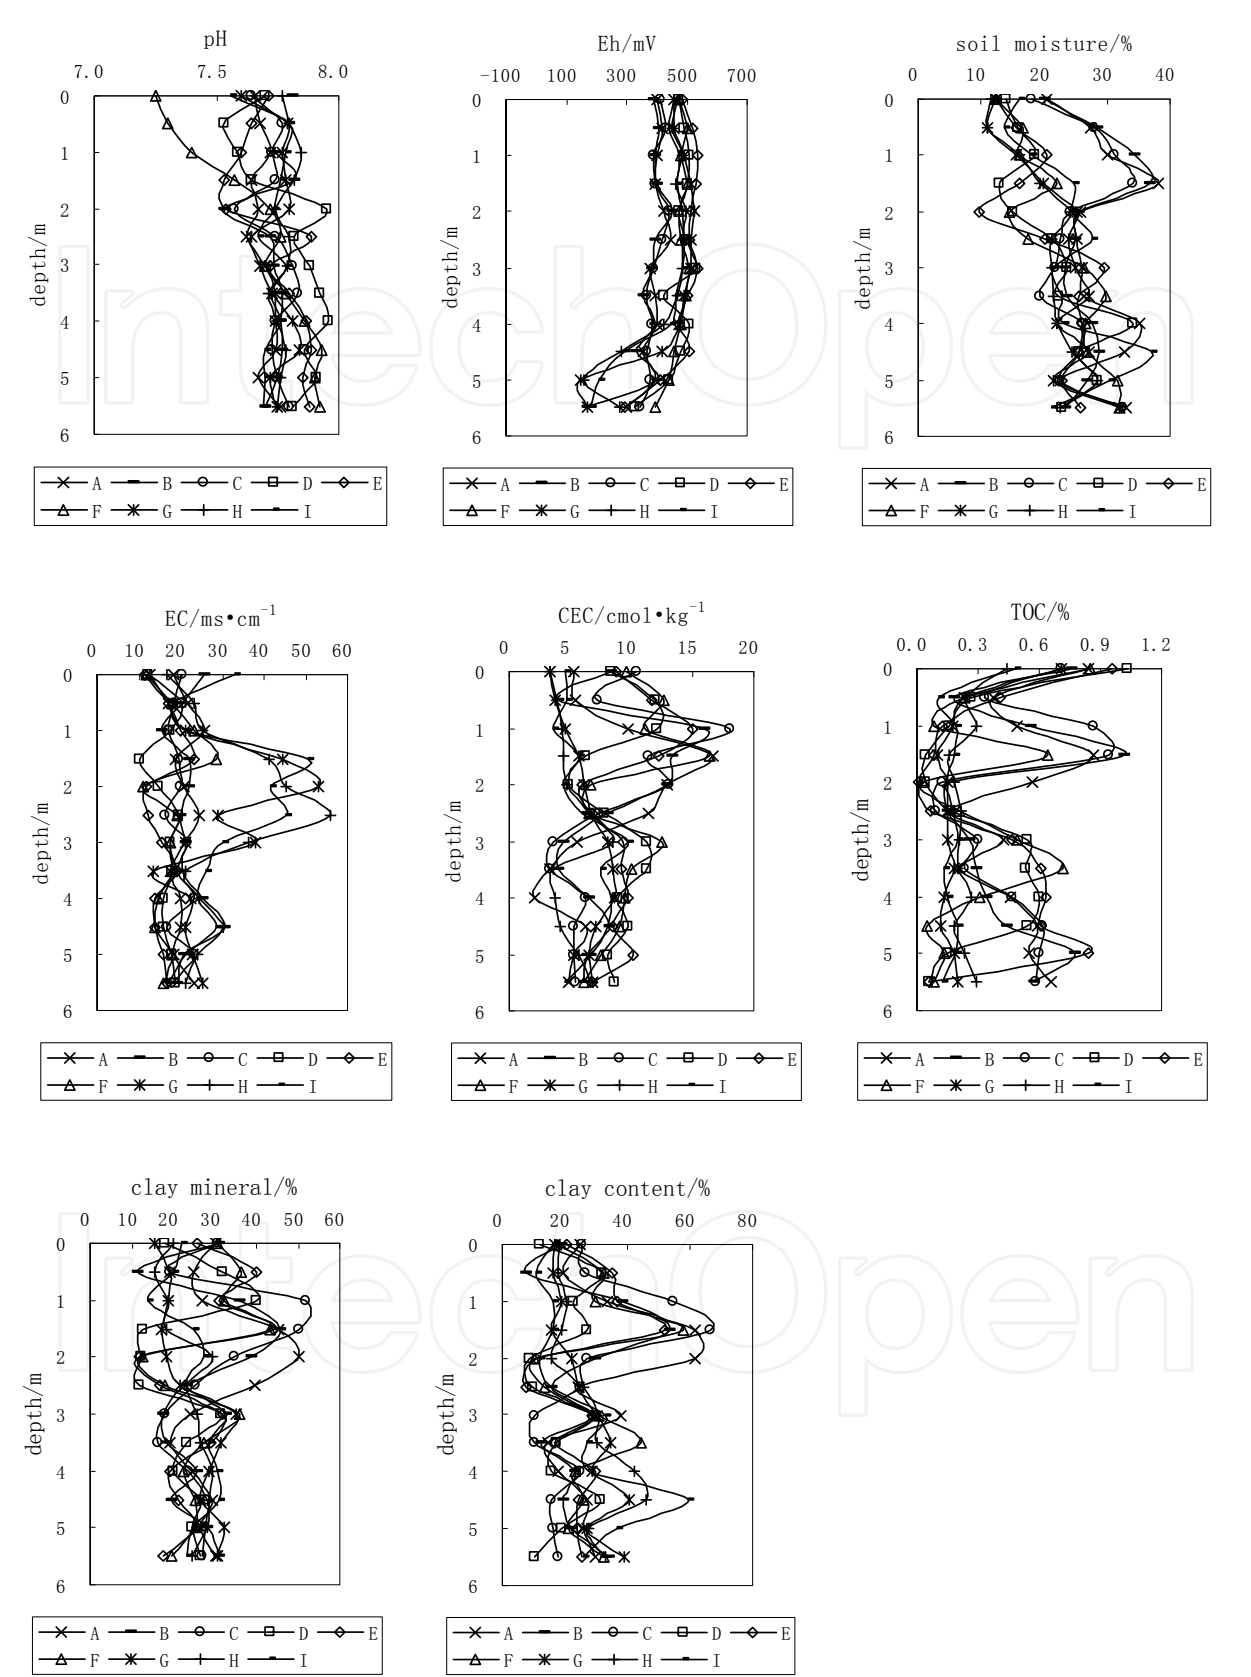 pH
7.0 7.5 8.0
0
1
2
3
4
5
6
depth/m
A B C D E
F G H I
Eh/mV
-100 100 300 500 700
0
1
2
3
4
5
6
depth/m
A B C D E
F G H I
soil moisture/%
0 10 20 30 40
0
1
2
3
4
5
6
depth/m
A B C D E
F G H I
EC/ms•cm⁻¹
0 10 20 30 40 50 60
0
1
2
3
4
5
6
depth/m
A B C D E
F G H I
CEC/cmol•kg⁻¹
0 5 10 15 20
0
1
2
3
4
5
6
depth/m
A B C D E
F G H I
TOC/%
0.0 0.3 0.6 0.9 1.2
0
1
2
3
4
5
6
depth/m
A B C D E
F G H I
clay mineral/%
0 10 20 30 40 50 60
0
1
2
3
4
5
6
depth/m
A B C D E
F G H I
clay content/%
0 20 40 60 80
0
1
2
3
4
5
6
depth/m
A B C D E
F G H I
IntechOpen
IntechOpen